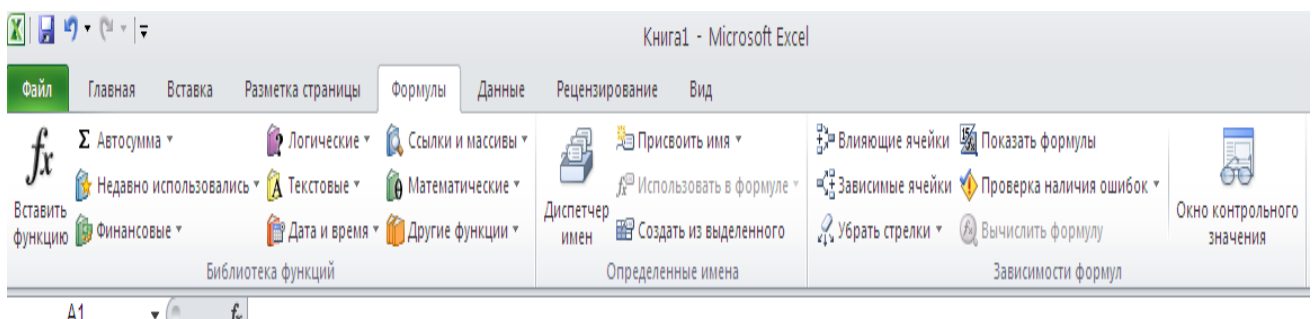 Книга1 - Microsoft Excel
Файл Главная Вставка Разметка страницы Формулы Данные Рецензирование Вид
fx Σ Автосумма Логические Ссылки и массивы Присвоить имя Влияющие ячейки Показать формулы
Недавно использовались Текстовые Математические Использовать в формуле Зависимые ячейки Проверка наличия ошибок
Вставить функцию Финансовые Дата и время Другие функции Диспетчер имен Создать из выделенного Убрать стрелки Вычислить формулу Окно контрольного значения
Библиотека функций Определенные имена Зависимости формул
A1 fx